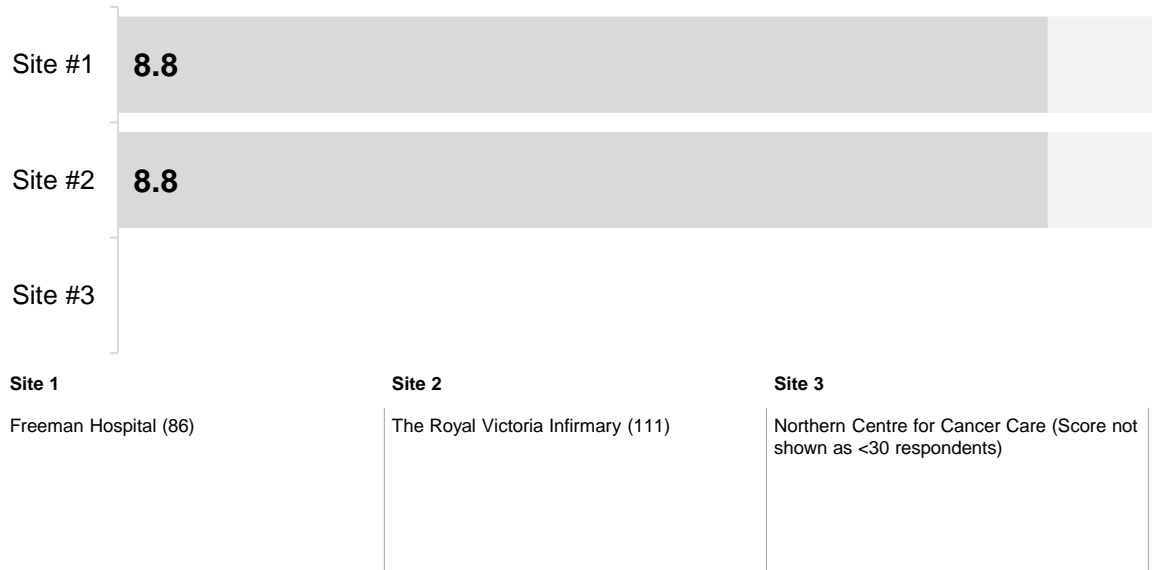 Site #1
8.8
Site #2
8.8
Site #3
Site 1
Freeman Hospital (86)
Site 2
The Royal Victoria Infirmary (111)
Site 3
Northern Centre for Cancer Care (Score not
shown as <30 respondents)